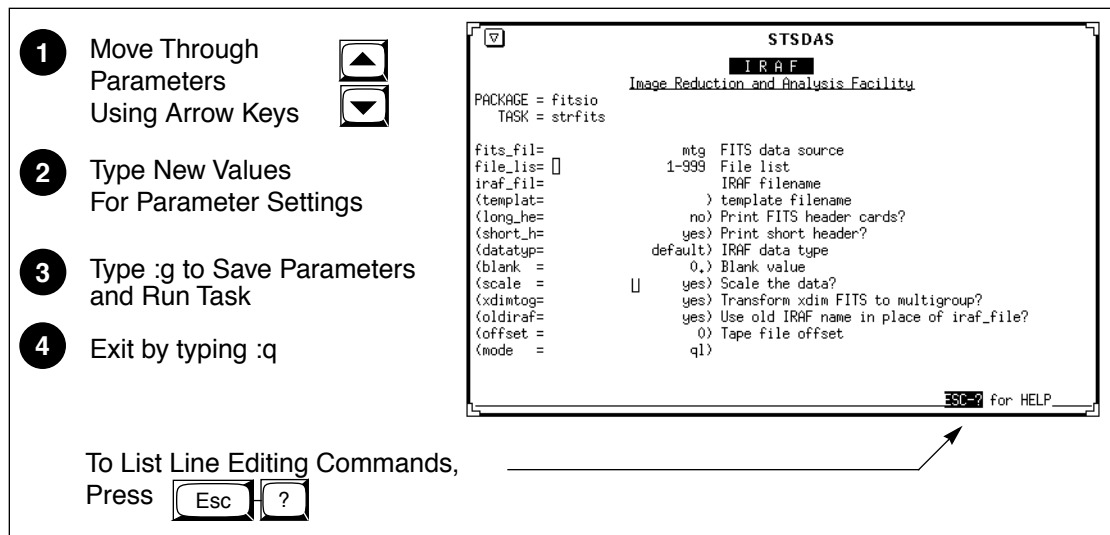 1 Move Through
Parameters
Using Arrow Keys
2 Type New Values
For Parameter Settings
3 Type :g to Save Parameters
and Run Task
4 Exit by typing :q
STSDAS
I R A F
Image Reduction and Analysis Facility
PACKAGE = fitsio
TASK = strfits
fits_fil= mtg FITS data source
file_lis= 1-999 File list
iraf_fil= IRAF filename
(templat= ) template filename
(long_he= no) Print FITS header cards?
(short_h= yes) Print short header?
(datatyp= default) IRAF data type
(blank = 0.) Blank value
(scale = yes) Scale the data?
(xdimtog= yes) Transform xdim FITS to multigroup?
(oldiraf= yes) Use old IRAF name in place of iraf_file?
(offset = 0) Tape file offset
(mode = ql)
ESC-? for HELP
To List Line Editing Commands,
Press Esc - ?